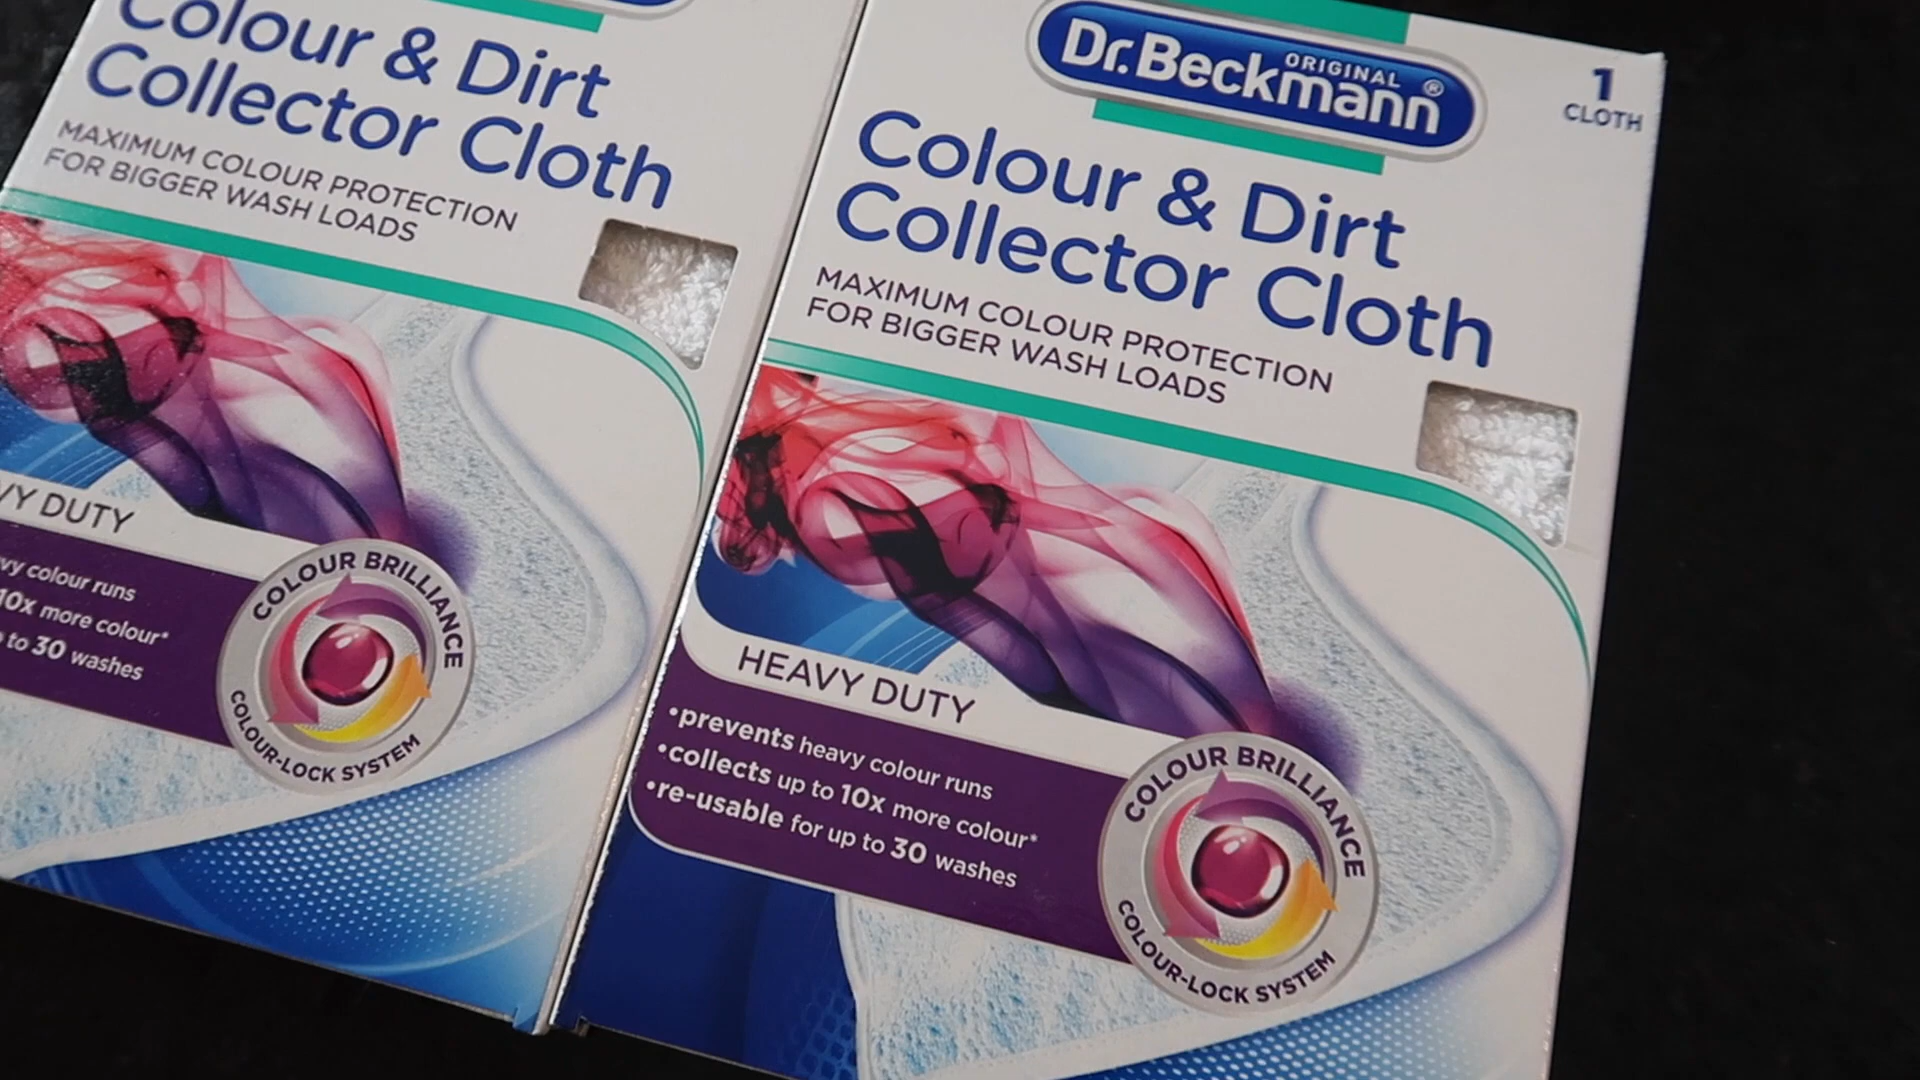 Colour & Dirt
Collector Cloth
MAXIMUM COLOUR PROTECTION
FOR BIGGER WASH LOADS
DUTY
colour runs
10x more colour*
to 30 washes
COLOUR BRILLIANCE
COLOUR-LOCK SYSTEM
ORIGINAL
Dr.Beckmann®
1
CLOTH
Colour & Dirt
Collector Cloth
MAXIMUM COLOUR PROTECTION
FOR BIGGER WASH LOADS
HEAVY DUTY
•prevents heavy colour runs
•collects up to 10x more colour*
•re-usable for up to 30 washes
COLOUR BRILLIANCE
COLOUR-LOCK SYSTEM